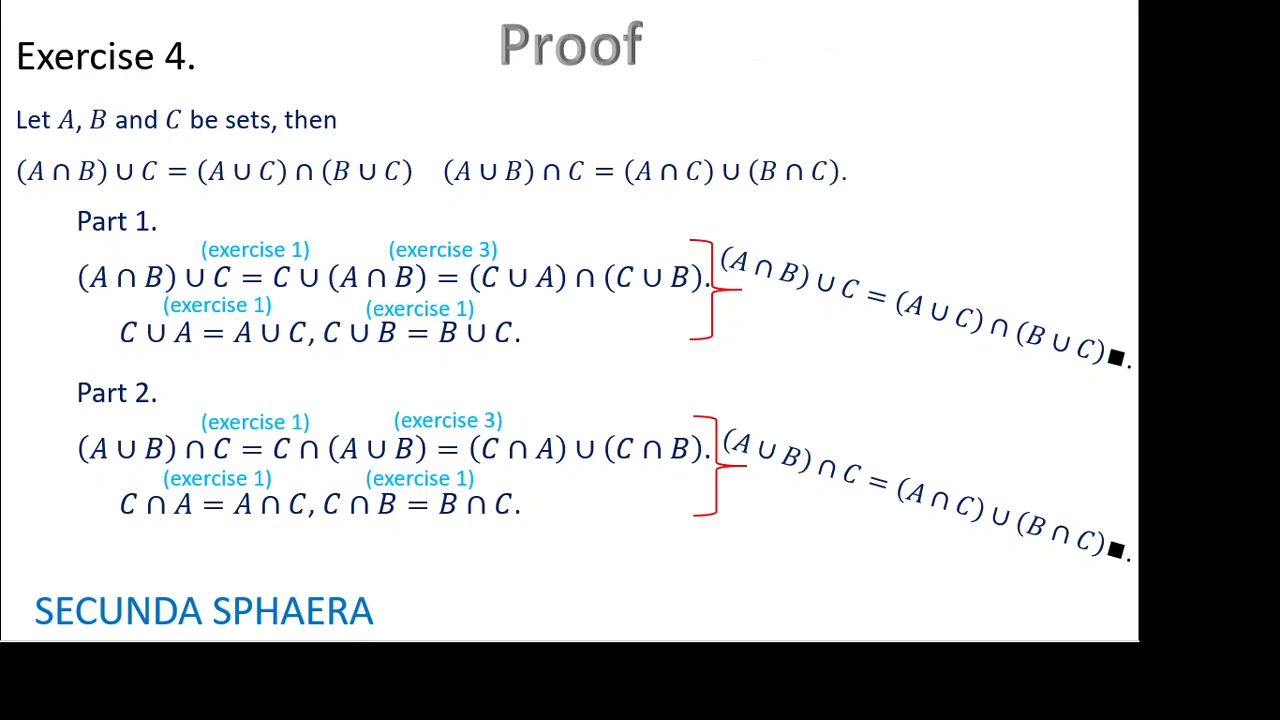 Proof
Exercise 4.
Let A, B and C be sets, then
(A ∩ B) ∪ C = (A ∪ C) ∩ (B ∪ C) (A ∪ B) ∩ C = (A ∩ C) ∪ (B ∩ C).
Part 1.
(exercise 1) (exercise 3)
(A ∩ B) ∪ C = C ∪ (A ∩ B) = (C ∪ A) ∩ (C ∪ B).
(exercise 1) (exercise 1)
C ∪ A = A ∪ C, C ∪ B = B ∪ C.
(A ∩ B) ∪ C = (A ∪ C) ∩ (B ∪ C)■.
Part 2.
(exercise 1) (exercise 3)
(A ∪ B) ∩ C = C ∩ (A ∪ B) = (C ∩ A) ∪ (C ∩ B).
(exercise 1) (exercise 1)
C ∩ A = A ∩ C, C ∩ B = B ∩ C.
(A ∪ B) ∩ C = (A ∩ C) ∪ (B ∩ C)■.
SECUNDA SPHAERA